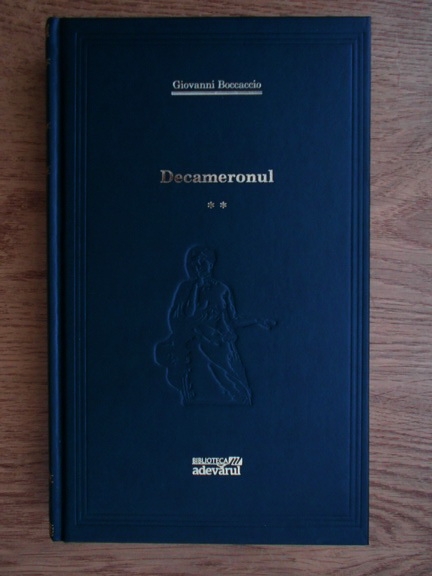 Giovanni Boccaccio
Decameronul
* *
BIBLIOTECA
adevărul